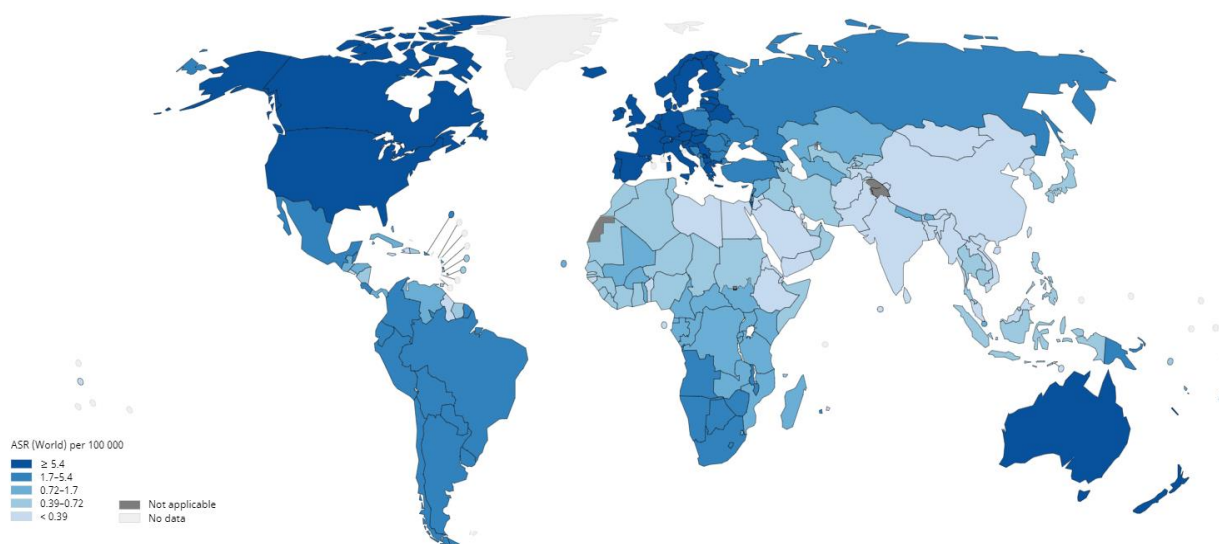 ASR (World) per 100 000
≥ 5.4
1.7–5.4
0.72–1.7
0.39–0.72
< 0.39
Not applicable
No data